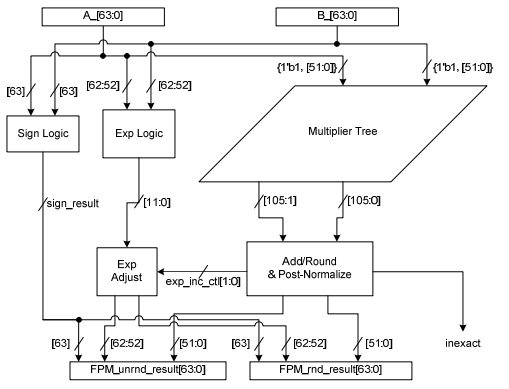 A_[63:0]
B_[63:0]
[63]
[63]
[62:52]
[62:52]
{1'b1, [51:0]}
{1'b1, [51:0]}
Sign Logic
Exp Logic
Multiplier Tree
sign_result
[11:0]
[105:1]
[105:0]
Exp
Adjust
exp_inc_ctl[1:0]
Add/Round
& Post-Normalize
inexact
[63]
[62:52]
[51:0]
[63]
[62:52]
[51:0]
FPM_unrnd_result[63:0]
FPM_rnd_result[63:0]